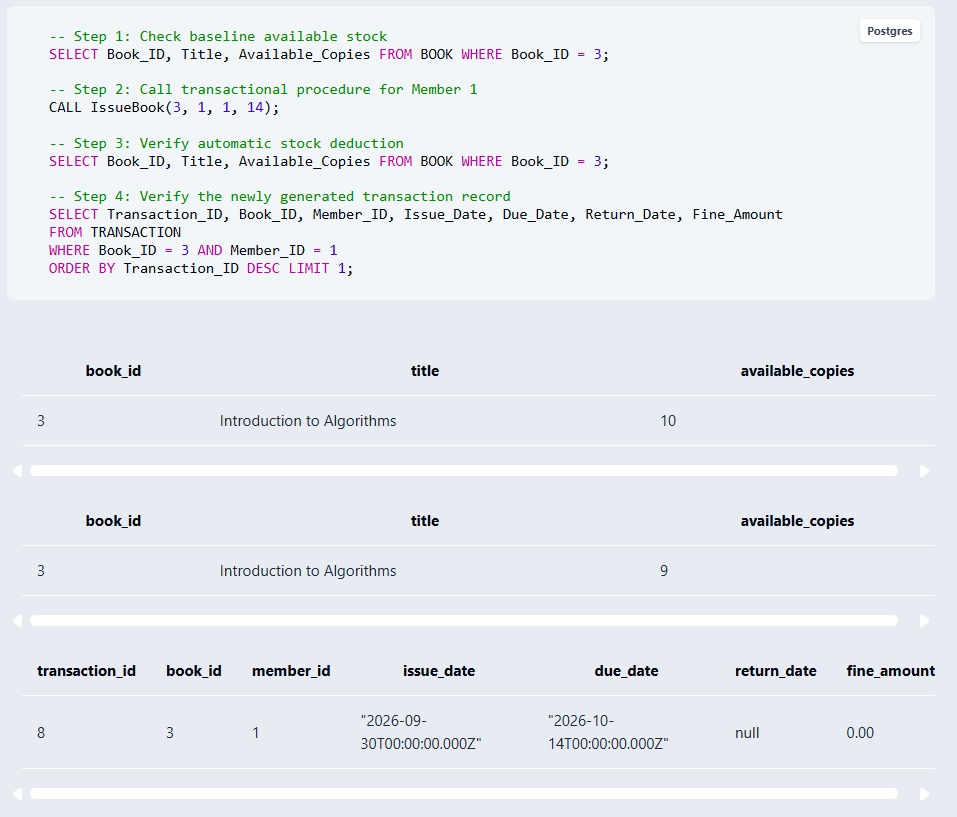 Postgres
-- Step 1: Check baseline available stock
SELECT Book_ID, Title, Available_Copies FROM BOOK WHERE Book_ID = 3;
-- Step 2: Call transactional procedure for Member 1
CALL IssueBook(3, 1, 1, 14);
-- Step 3: Verify automatic stock deduction
SELECT Book_ID, Title, Available_Copies FROM BOOK WHERE Book_ID = 3;
-- Step 4: Verify the newly generated transaction record
SELECT Transaction_ID, Book_ID, Member_ID, Issue_Date, Due_Date, Return_Date, Fine_Amount
FROM TRANSACTION
WHERE Book_ID = 3 AND Member_ID = 1
ORDER BY Transaction_ID DESC LIMIT 1;
book_id title available_copies
3 Introduction to Algorithms 10
book_id title available_copies
3 Introduction to Algorithms 9
transaction_id book_id member_id issue_date due_date return_date fine_amount
8 3 1 "2026-09-30T00:00:00.000Z" "2026-10-14T00:00:00.000Z" null 0.00